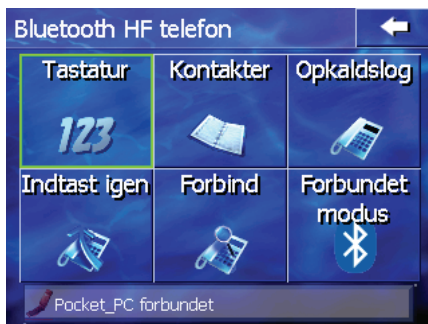 Bluetooth HF telefon
Tastatur Kontakter Opkaldslog
123
Indtast igen Forbind Forbundet
modus
Pocket_PC forbundet